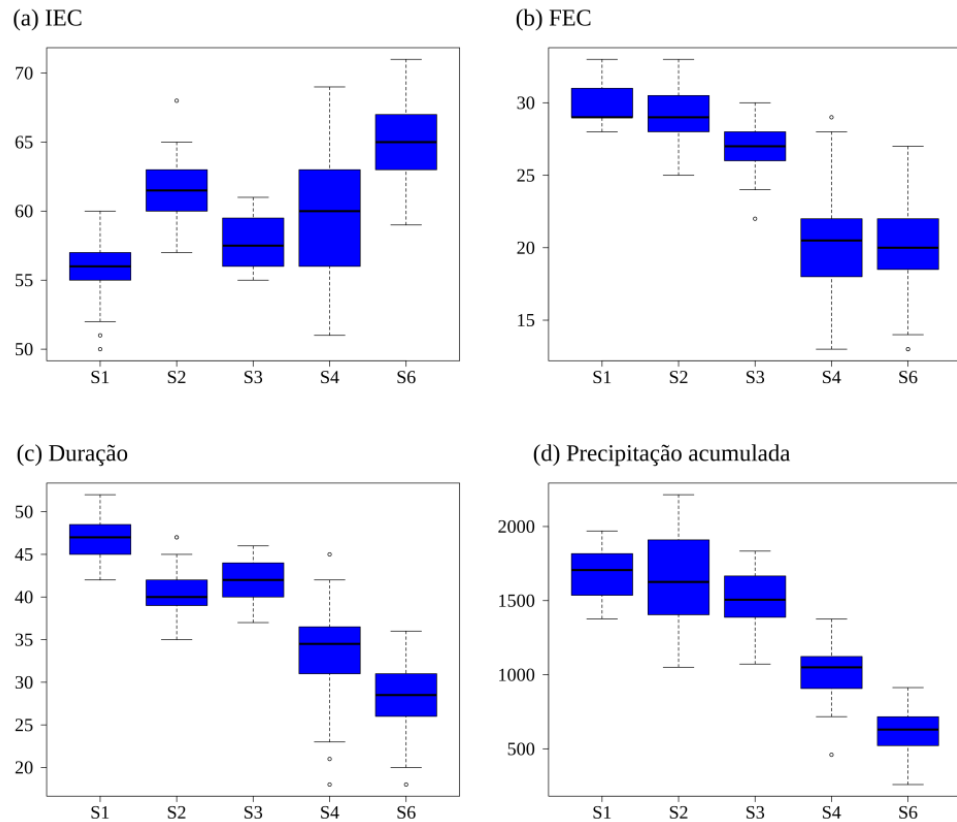 (a) IEC
70
65
60
55
50
S1 S2 S3 S4 S6
(b) FEC
30
25
20
15
S1 S2 S3 S4 S6
(c) Duração
50
45
40
35
30
25
20
S1 S2 S3 S4 S6
(d) Precipitação acumulada
2000
1500
1000
500
S1 S2 S3 S4 S6